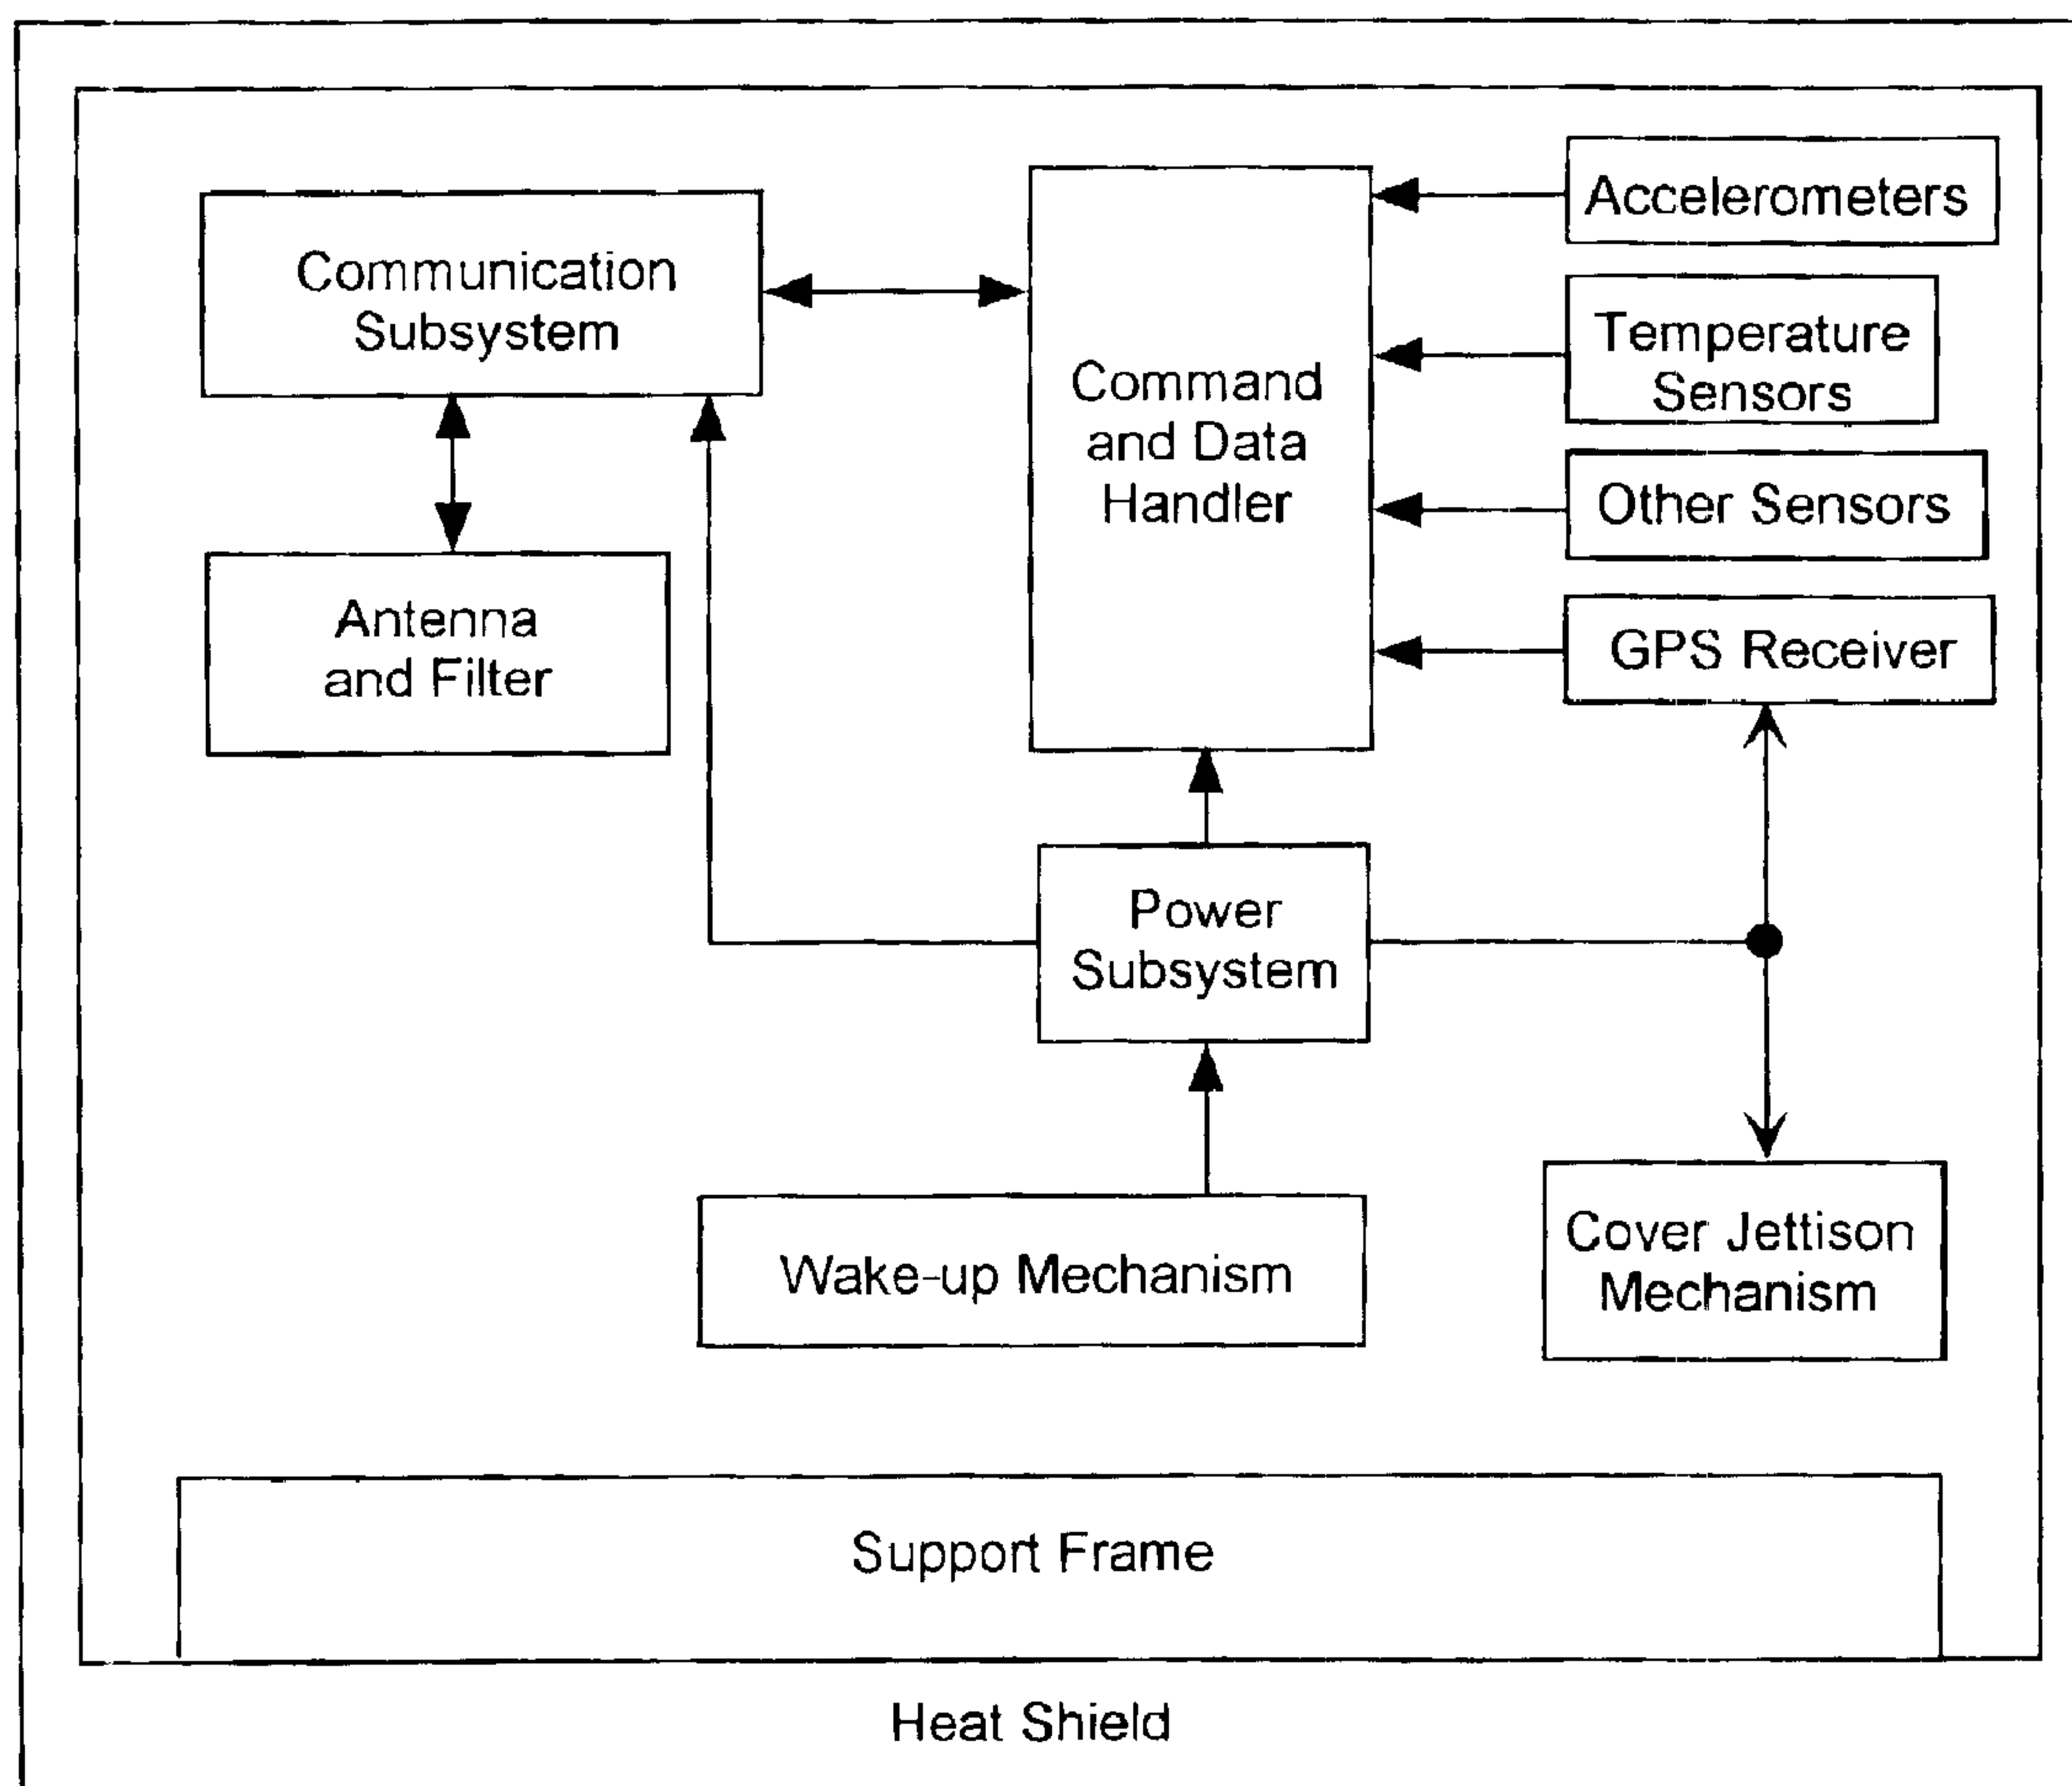 Communication
Subsystem
Command
and Data
Handler
Accelerometers
Temperature
Sensors
Other Sensors
GPS Receiver
Antenna
and Filter
Power
Subsystem
Wake-up Mechanism
Cover Jettison
Mechanism
Support Frame
Heat Shield